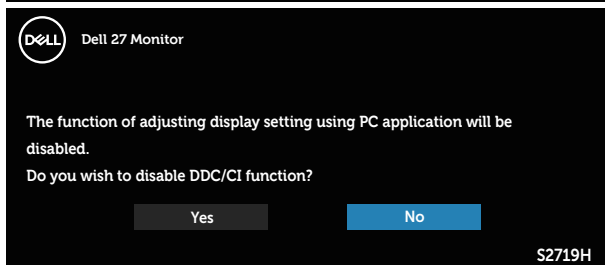 DELL
Dell 27 Monitor
The function of adjusting display setting using PC application will be
disabled.
Do you wish to disable DDC/CI function?
Yes No
S2719H